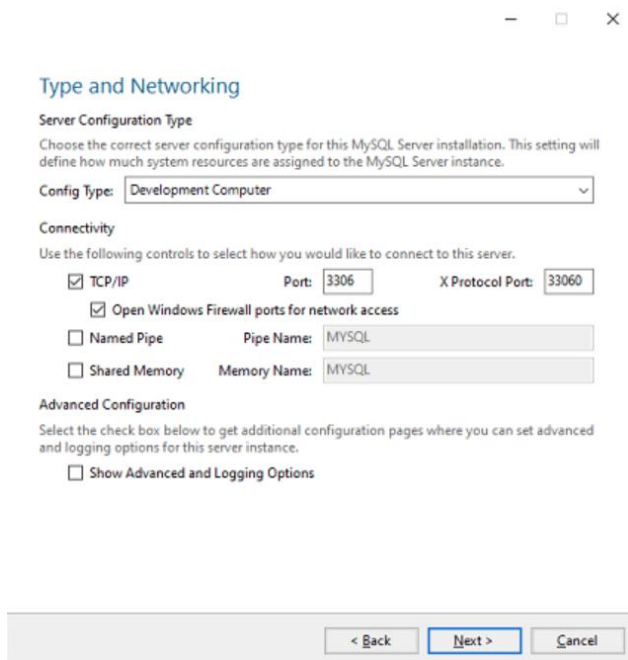 Type and Networking
Server Configuration Type
Choose the correct server configuration type for this MySQL Server installation. This setting will
define how much system resources are assigned to the MySQL Server instance.
Config Type: Development Computer
Connectivity
Use the following controls to select how you would like to connect to this server.
TCP/IP Port: 3306 X Protocol Port: 33060
Open Windows Firewall ports for network access
Named Pipe Pipe Name: MYSQL
Shared Memory Memory Name: MYSQL
Advanced Configuration
Select the check box below to get additional configuration pages where you can set advanced
and logging options for this server instance.
Show Advanced and Logging Options
< Back Next > Cancel